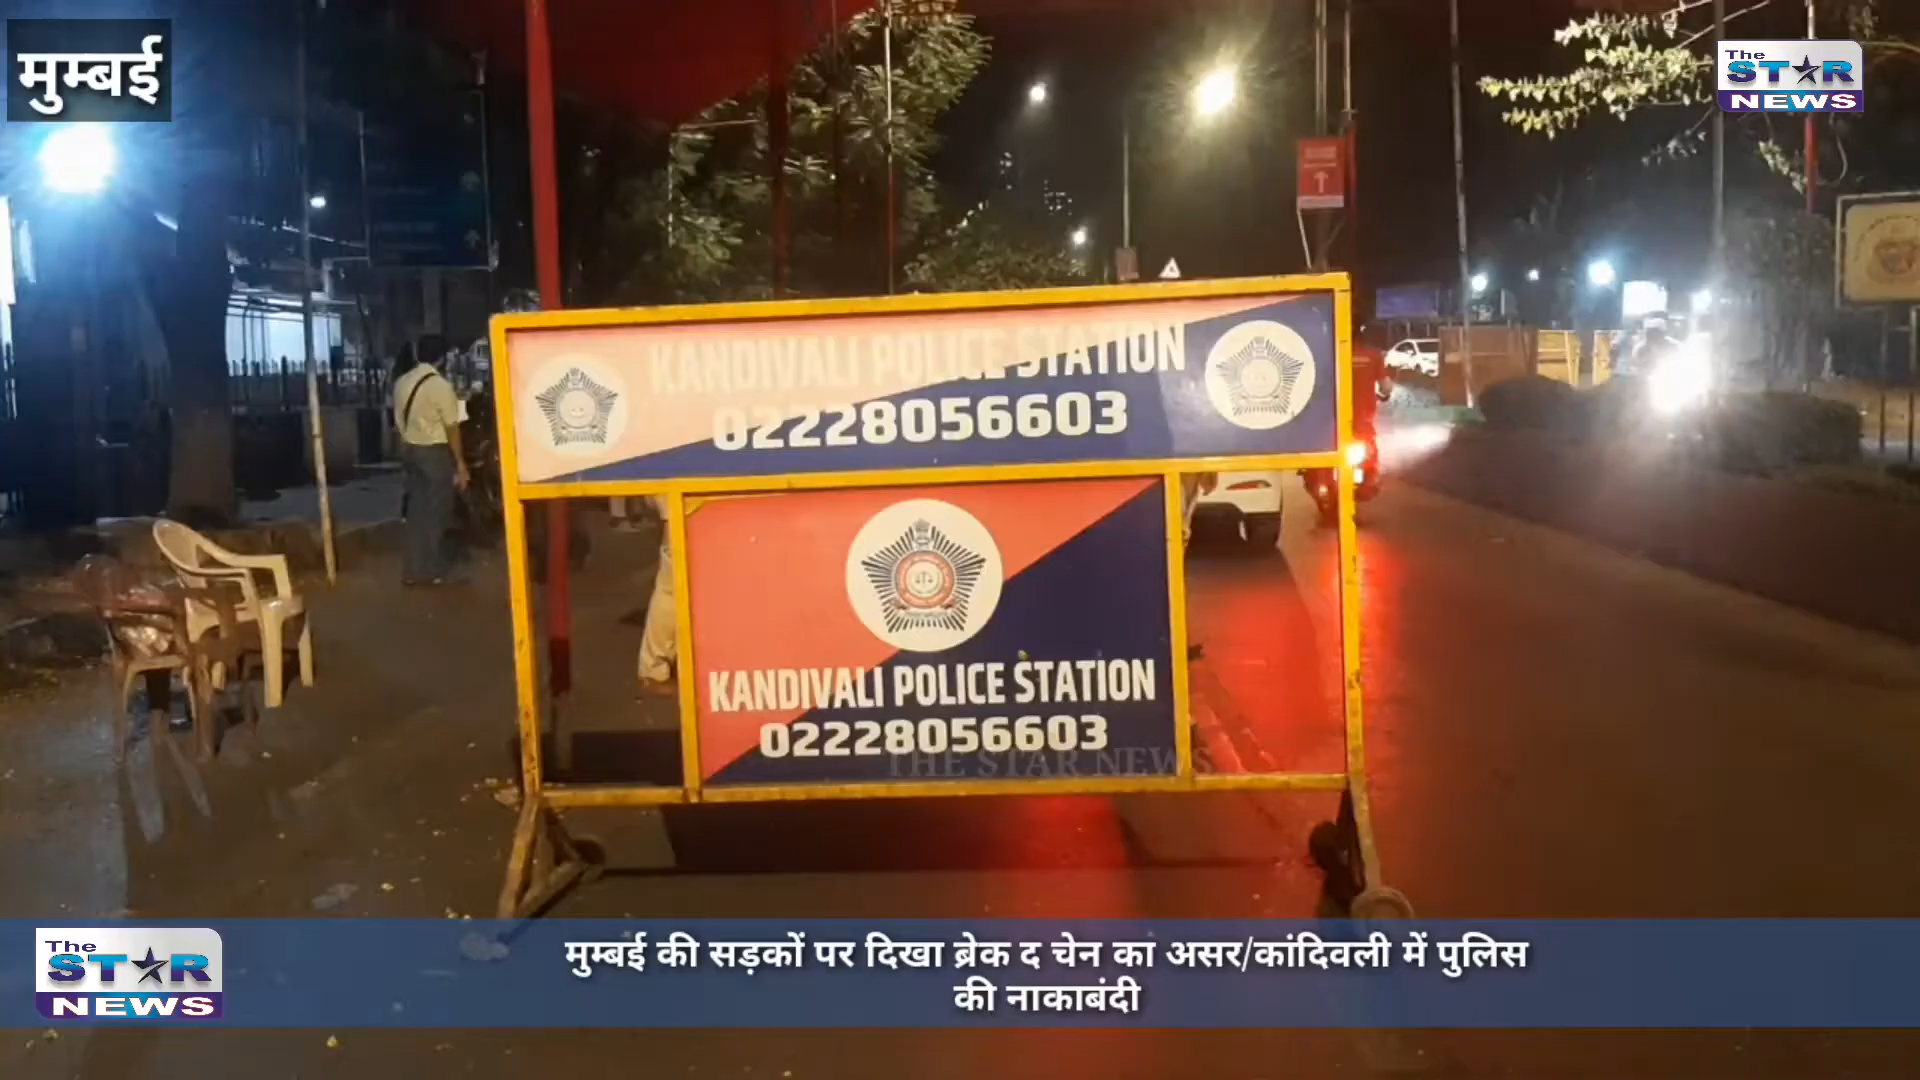 मुम्बई
The
STAR
NEWS
KANDIVALI POLICE STATION
02228056603
KANDIVALI POLICE STATION
02228056603
THE STAR NEWS
The
STAR
NEWS
मुम्बई की सड़कों पर दिखा ब्रेक द चेन का असर/कांदिवली में पुलिस
की नाकाबंदी